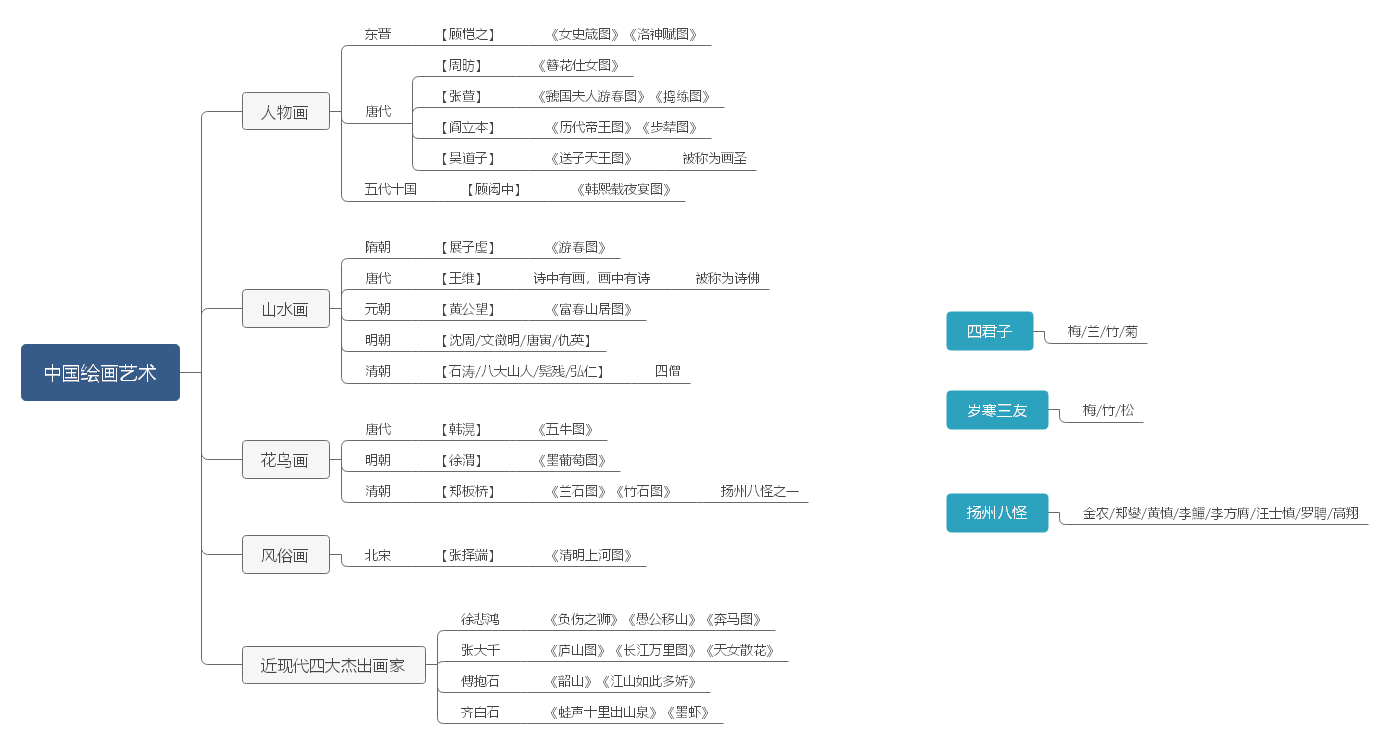 中国绘画艺术
人物画
东晋 【顾恺之】 《女史箴图》《洛神赋图》
唐代
【周昉】 《簪花仕女图》
【张萱】 《虢国夫人游春图》《捣练图》
【阎立本】 《历代帝王图》《步辇图》
【吴道子】 《送子天王图》 被称为画圣
五代十国 【顾闳中】 《韩熙载夜宴图》
山水画
隋朝 【展子虔】 《游春图》
唐代 【王维】 诗中有画，画中有诗 被称为诗佛
元朝 【黄公望】 《富春山居图》
明朝 【沈周/文徵明/唐寅/仇英】
清朝 【石涛/八大山人/髡残/弘仁】 四僧
花鸟画
唐代 【韩滉】 《五牛图》
明朝 【徐渭】 《墨葡萄图》
清朝 【郑板桥】 《兰石图》《竹石图》 扬州八怪之一
风俗画
北宋 【张择端】 《清明上河图》
近现代四大杰出画家
徐悲鸿 《负伤之狮》《愚公移山》《奔马图》
张大千 《庐山图》《长江万里图》《天女散花》
傅抱石 《韶山》《江山如此多娇》
齐白石 《蛙声十里出山泉》《墨虾》
四君子 梅/兰/竹/菊
岁寒三友 梅/竹/松
扬州八怪 金农/郑燮/黄慎/李鱓/李方膺/汪士慎/罗聘/高翔